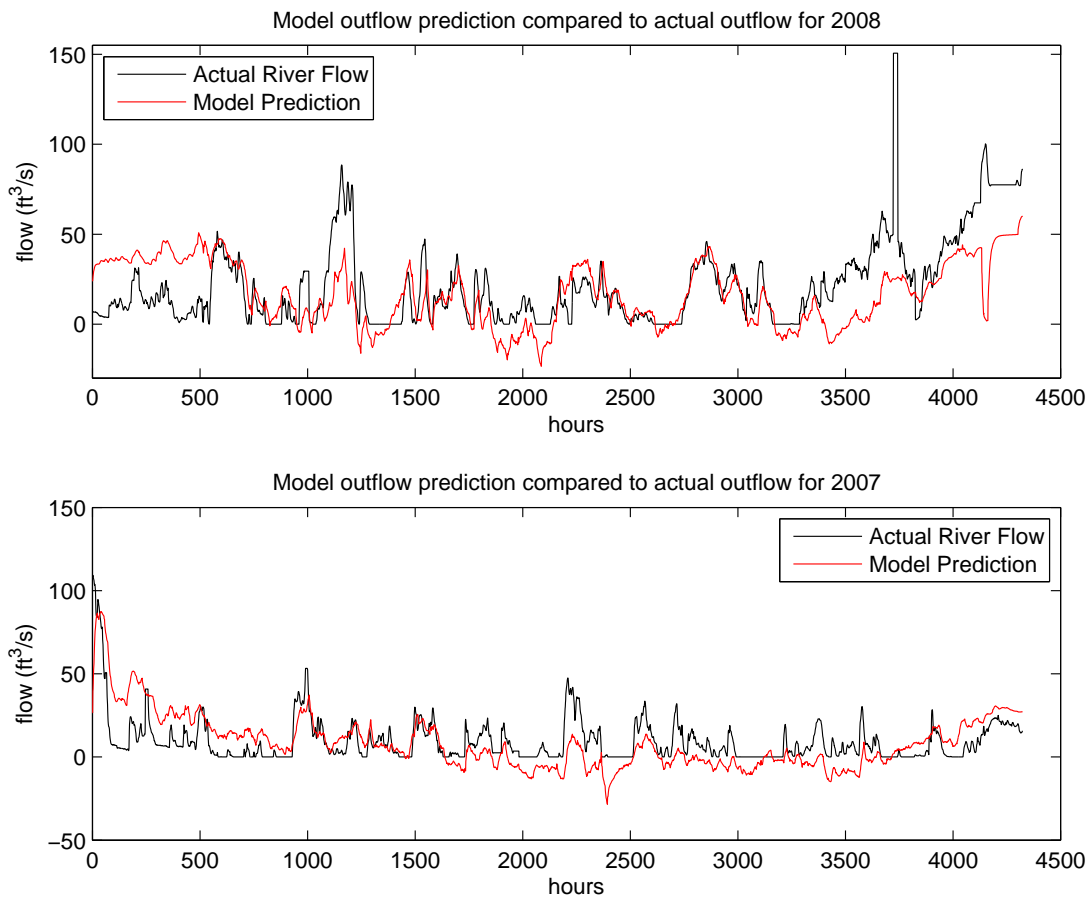 Model outflow prediction compared to actual outflow for 2008
150
100
50
0
flow (ft³/s)
Actual River Flow
Model Prediction
0 500 1000 1500 2000 2500 3000 3500 4000 4500
hours
Model outflow prediction compared to actual outflow for 2007
150
100
50
0
−50
flow (ft³/s)
Actual River Flow
Model Prediction
0 500 1000 1500 2000 2500 3000 3500 4000 4500
hours